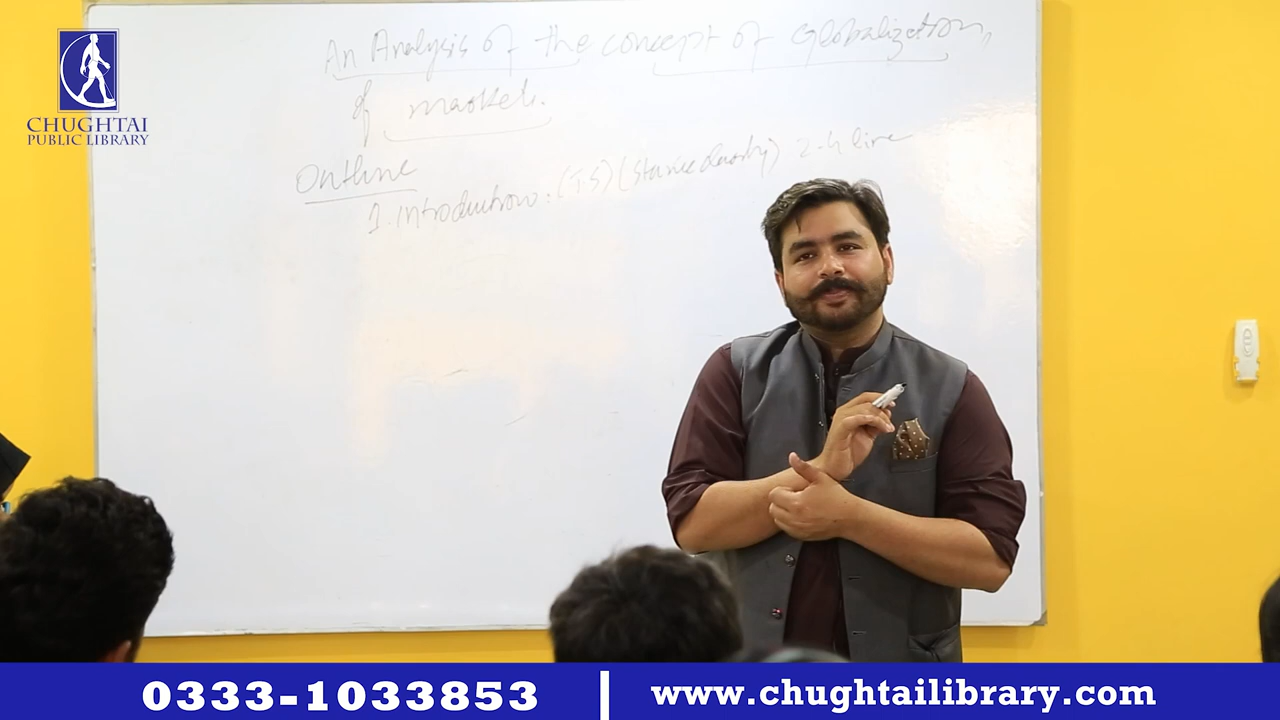 CHUGHTAI
PUBLIC LIBRARY
An Analysis of the concept of Globalization,
of markets.
Outline
1. Introduction: (T.S) (Stance clearly) 2-4 line
0333-1033853
www.chughtailibrary.com